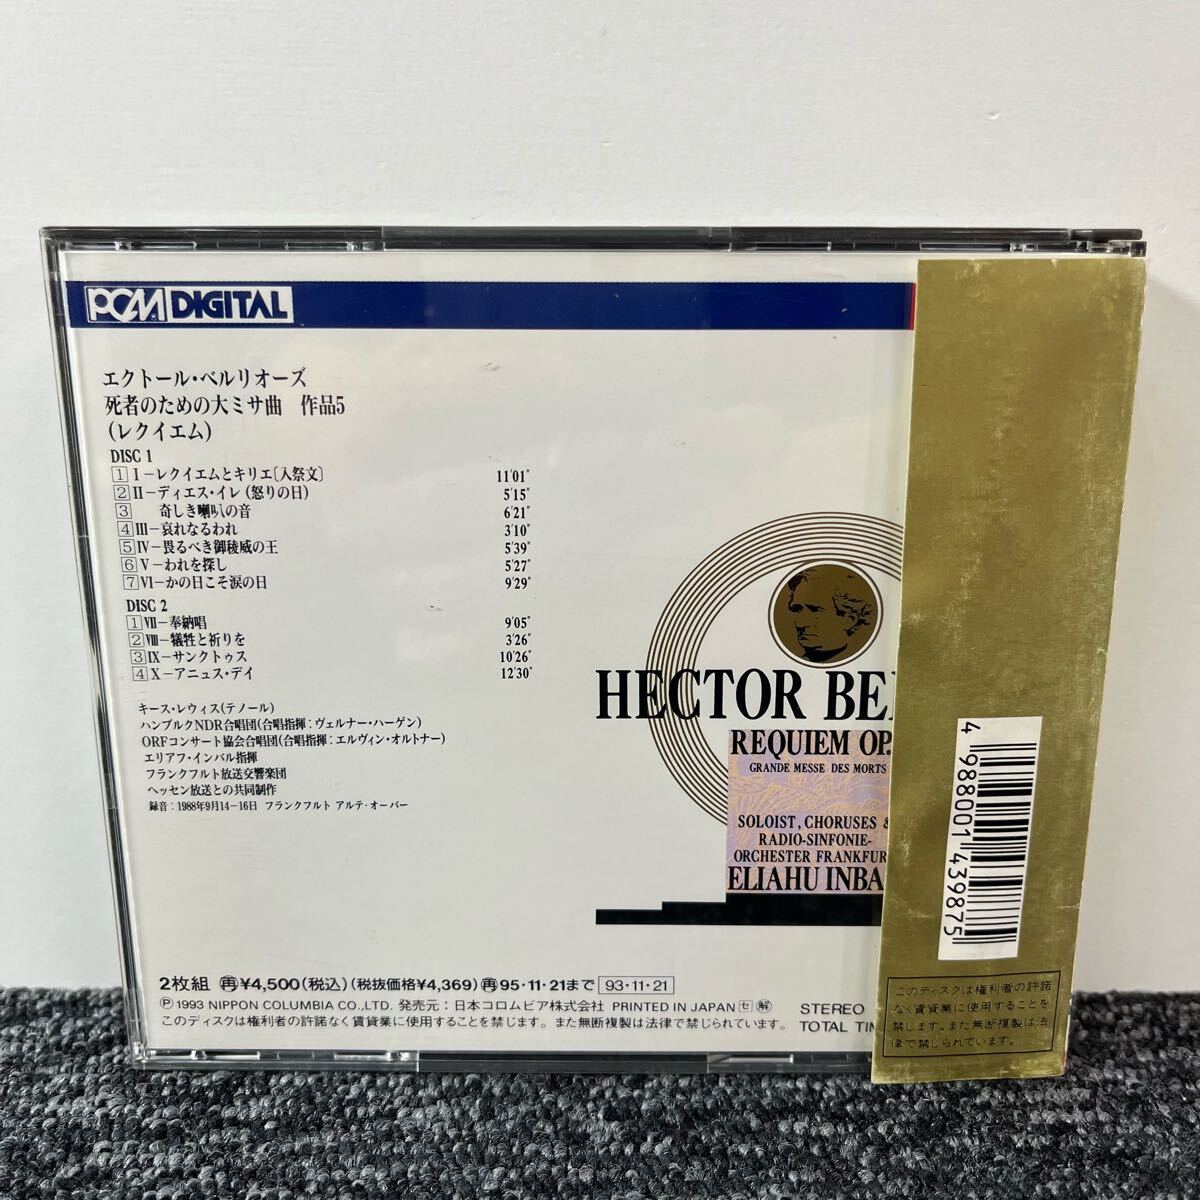 PCM DIGITAL
エクトール・ベルリオーズ
死者のための大ミサ曲 作品5
(レクイエム)
DISC 1
1 I-レクイエムとキリエ〔入祭文〕 11'01"
2 II-ディエス・イレ(怒りの日) 5'15"
3 奇しき喇叭の音 6'21"
4 III-哀れなるわれ 3'10"
5 IV-畏るべき御稜威の王 5'39"
6 V-われを探し 5'27"
7 VI-かの日こそ涙の日 9'29"
DISC 2
1 VII-奉納唱 9'05"
2 VIII-犠牲と祈りを 3'26"
3 IX-サンクトゥス 10'26"
4 X-アニュス・デイ 12'30"
キース・レウィス(テノール)
ハンブルクNDR合唱団(合唱指揮:ヴェルナー・ハーゲン)
ORFコンサート協会合唱団(合唱指揮:エルヴィン・オルトナー)
エリアフ・インバル指揮
フランクフルト放送交響楽団
ヘッセン放送との共同制作
録音:1988年9月14~16日 フランクフルト アルテ・オーパー
HECTOR BE
REQUIEM OP.
GRANDE MESSE DES MORTS
SOLOIST, CHORUSES &
RADIO-SINFONIE-
ORCHESTER FRANKFUR
ELIAHU INBA
2枚組 再¥4,500(税込)(税抜価格¥4,369)再95・11・21まで 93・11・21
Ⓟ 1993 NIPPON COLUMBIA CO.,LTD. 発売元:日本コロムビア株式会社 PRINTED IN JAPAN セ 解
このディスクは権利者の許諾なく賃貸業に使用することを禁じます。また無断複製は法律で禁じられています。
STEREO
TOTAL TIM
4 988001 439875
このディスクは権利者の許諾
なく賃貸業に使用することを
禁じます。また無断複製は法
律で禁じられています。